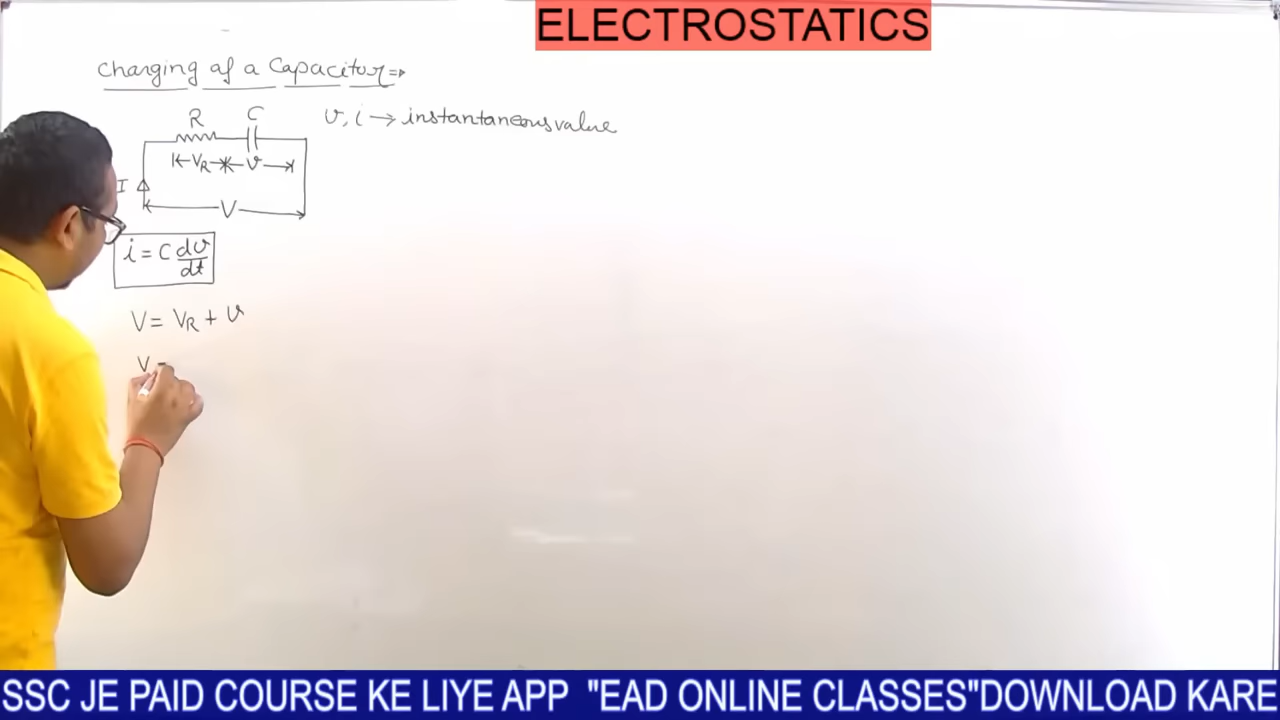 ELECTROSTATICS
Charging of a Capacitor⇒
R C
v, i → instantaneous value
V_R v
I
V
i = C dv/dt
V = V_R + v
V =
SSC JE PAID COURSE KE LIYE APP "EAD ONLINE CLASSES"DOWNLOAD KARE